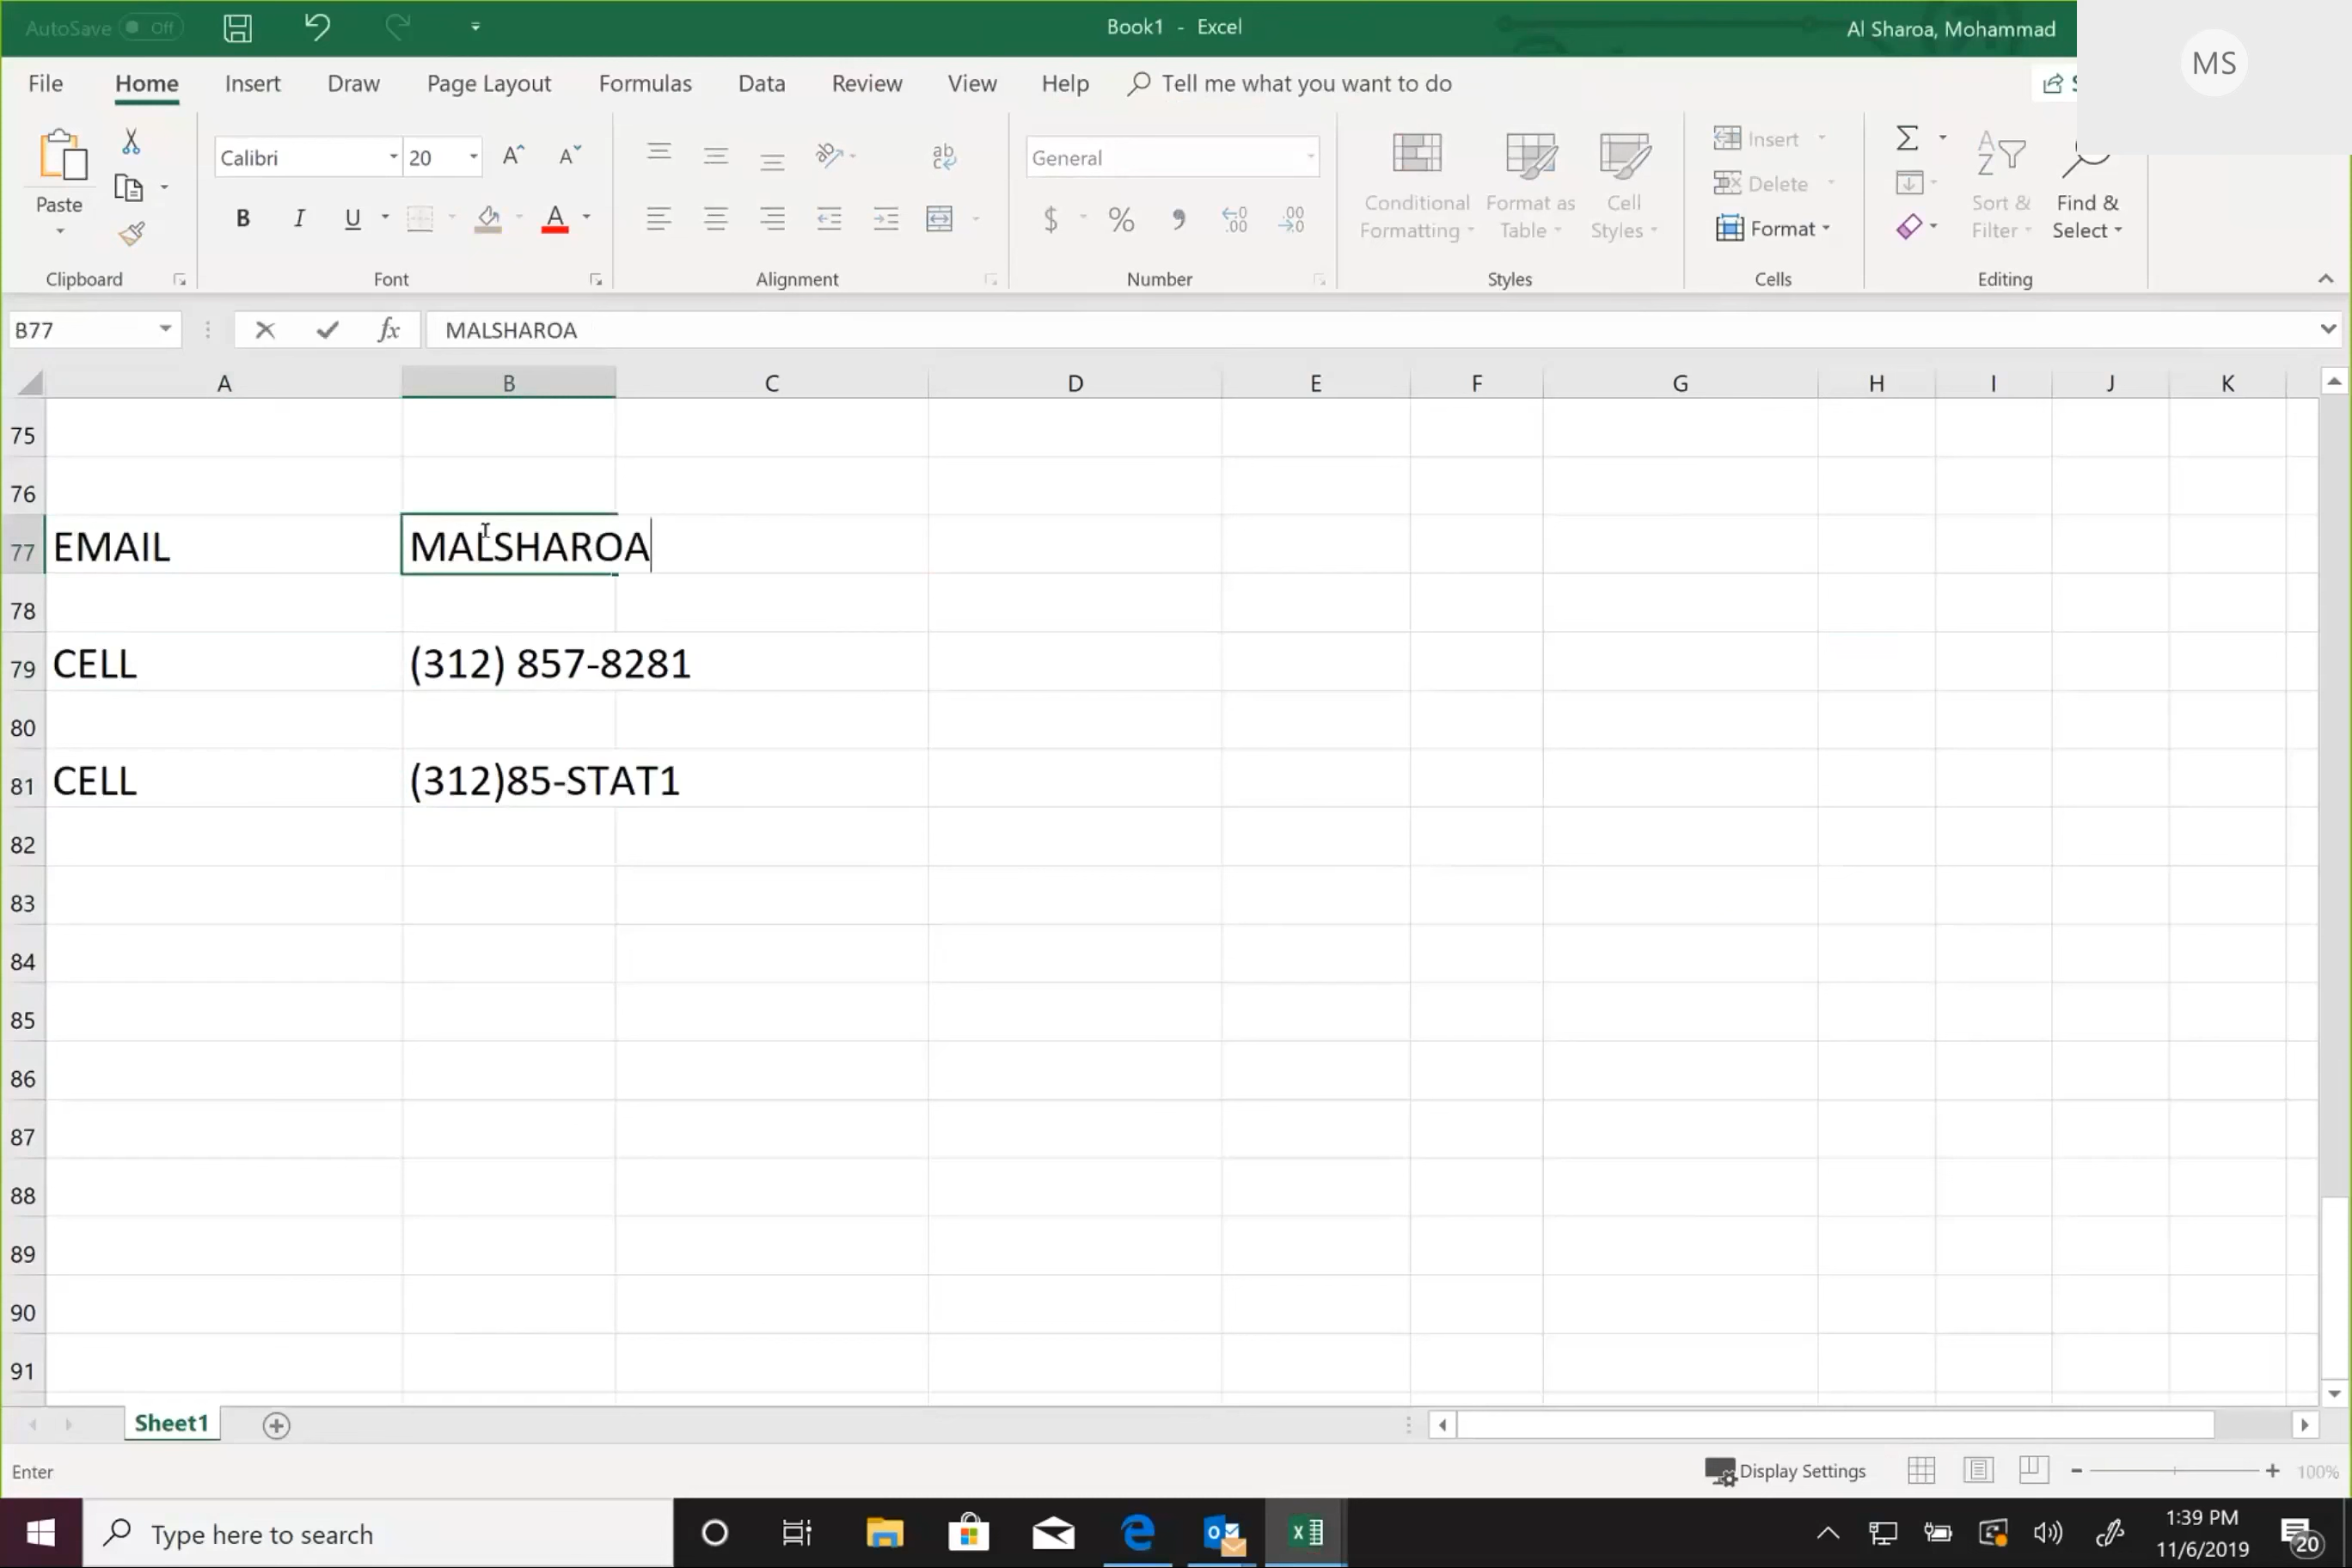 AutoSave Off
Book1 - Excel
Al Sharoa, Mohammad
MS
File Home Insert Draw Page Layout Formulas Data Review View Help Tell me what you want to do
Paste
Calibri 20
General
Conditional Formatting
Format as Table
Cell Styles
Insert
Delete
Format
Sort & Filter
Find & Select
Clipboard Font Alignment Number Styles Cells Editing
B77 fx MALSHAROA
A B C D E F G H I J K
75
76
77 EMAIL MALSHAROA
78
79 CELL (312) 857-8281
80
81 CELL (312)85-STAT1
82
83
84
85
86
87
88
89
90
91
Sheet1
Enter Display Settings 100%
Type here to search
1:39 PM
11/6/2019
20